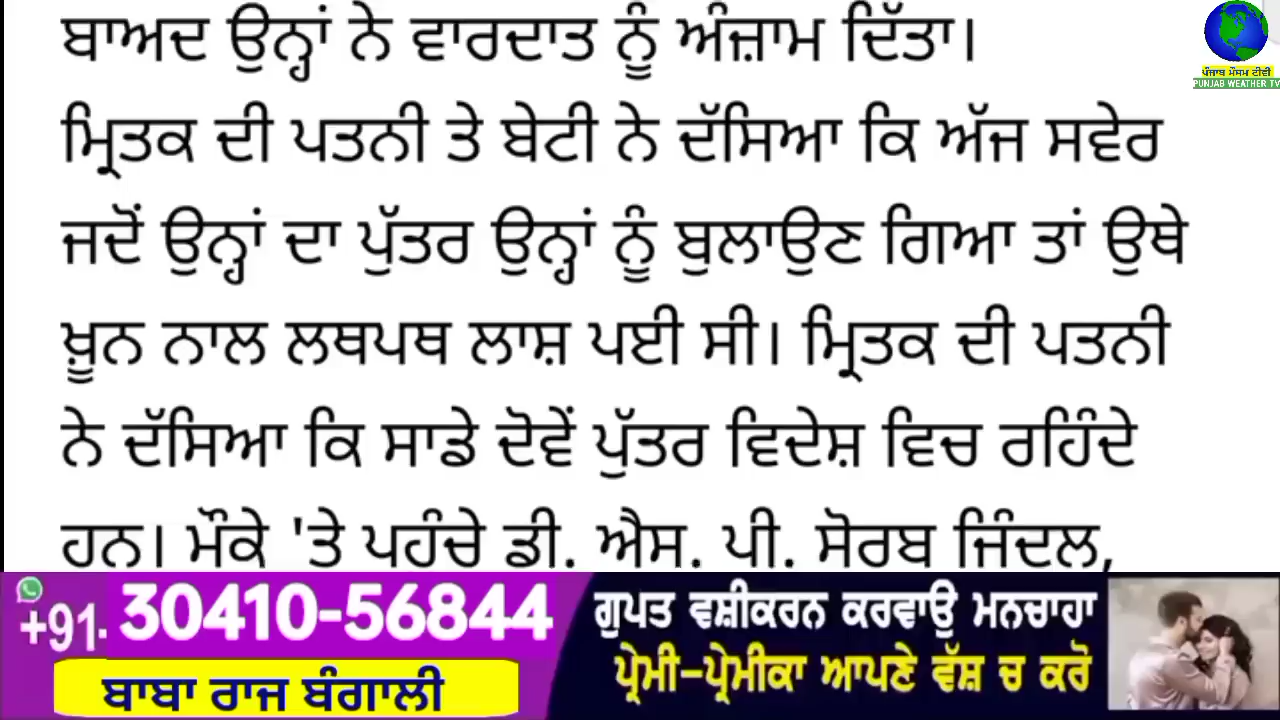 ਬਾਅਦ ਉਨ੍ਹਾਂ ਨੇ ਵਾਰਦਾਤ ਨੂੰ ਅੰਜ਼ਾਮ ਦਿੱਤਾ।
ਮ੍ਰਿਤਕ ਦੀ ਪਤਨੀ ਤੇ ਬੇਟੀ ਨੇ ਦੱਸਿਆ ਕਿ ਅੱਜ ਸਵੇਰ
ਜਦੋਂ ਉਨ੍ਹਾਂ ਦਾ ਪੁੱਤਰ ਉਨ੍ਹਾਂ ਨੂੰ ਬੁਲਾਉਣ ਗਿਆ ਤਾਂ ਉਥੇ
ਖ਼ੂਨ ਨਾਲ ਲਥਪਥ ਲਾਸ਼ ਪਈ ਸੀ। ਮ੍ਰਿਤਕ ਦੀ ਪਤਨੀ
ਨੇ ਦੱਸਿਆ ਕਿ ਸਾਡੇ ਦੋਵੇਂ ਪੁੱਤਰ ਵਿਦੇਸ਼ ਵਿਚ ਰਹਿੰਦੇ
ਹਨ। ਮੌਕੇ 'ਤੇ ਪਹੰਚੇ ਡੀ. ਐਸ. ਪੀ. ਸੋਰਬ ਜਿੰਦਲ,
ਪੰਜਾਬ ਮੌਸਮ ਟੀਵੀ
PUNJAB WEATHER TV
+91- 30410-56844
ਬਾਬਾ ਰਾਜ ਬੰਗਾਲੀ
ਗੁਪਤ ਵਸ਼ੀਕਰਨ ਕਰਵਾਉ ਮਨਚਾਹਾ
ਪ੍ਰੇਮੀ-ਪ੍ਰੇਮੀਕਾ ਆਪਣੇ ਵੱਸ਼ ਚ ਕਰੋ